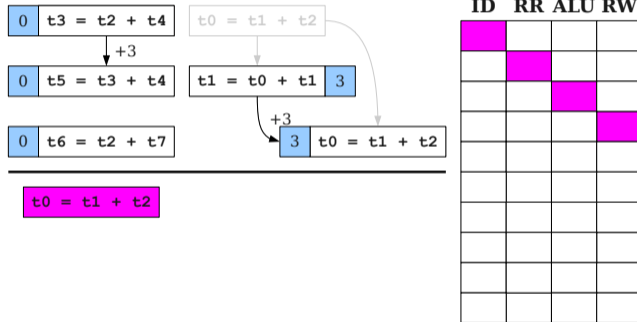 ID RR ALU RW
0 t3 = t2 + t4 t0 = t1 + t2
+3
0 t5 = t3 + t4 t1 = t0 + t1 3
+3
0 t6 = t2 + t7 3 t0 = t1 + t2
t0 = t1 + t2